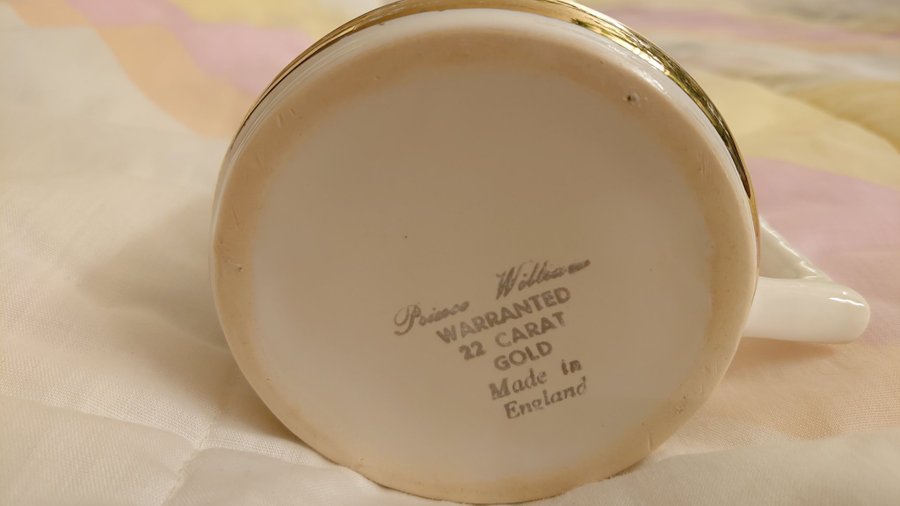 Prince William
WARRANTED
22 CARAT
GOLD
Made in
England